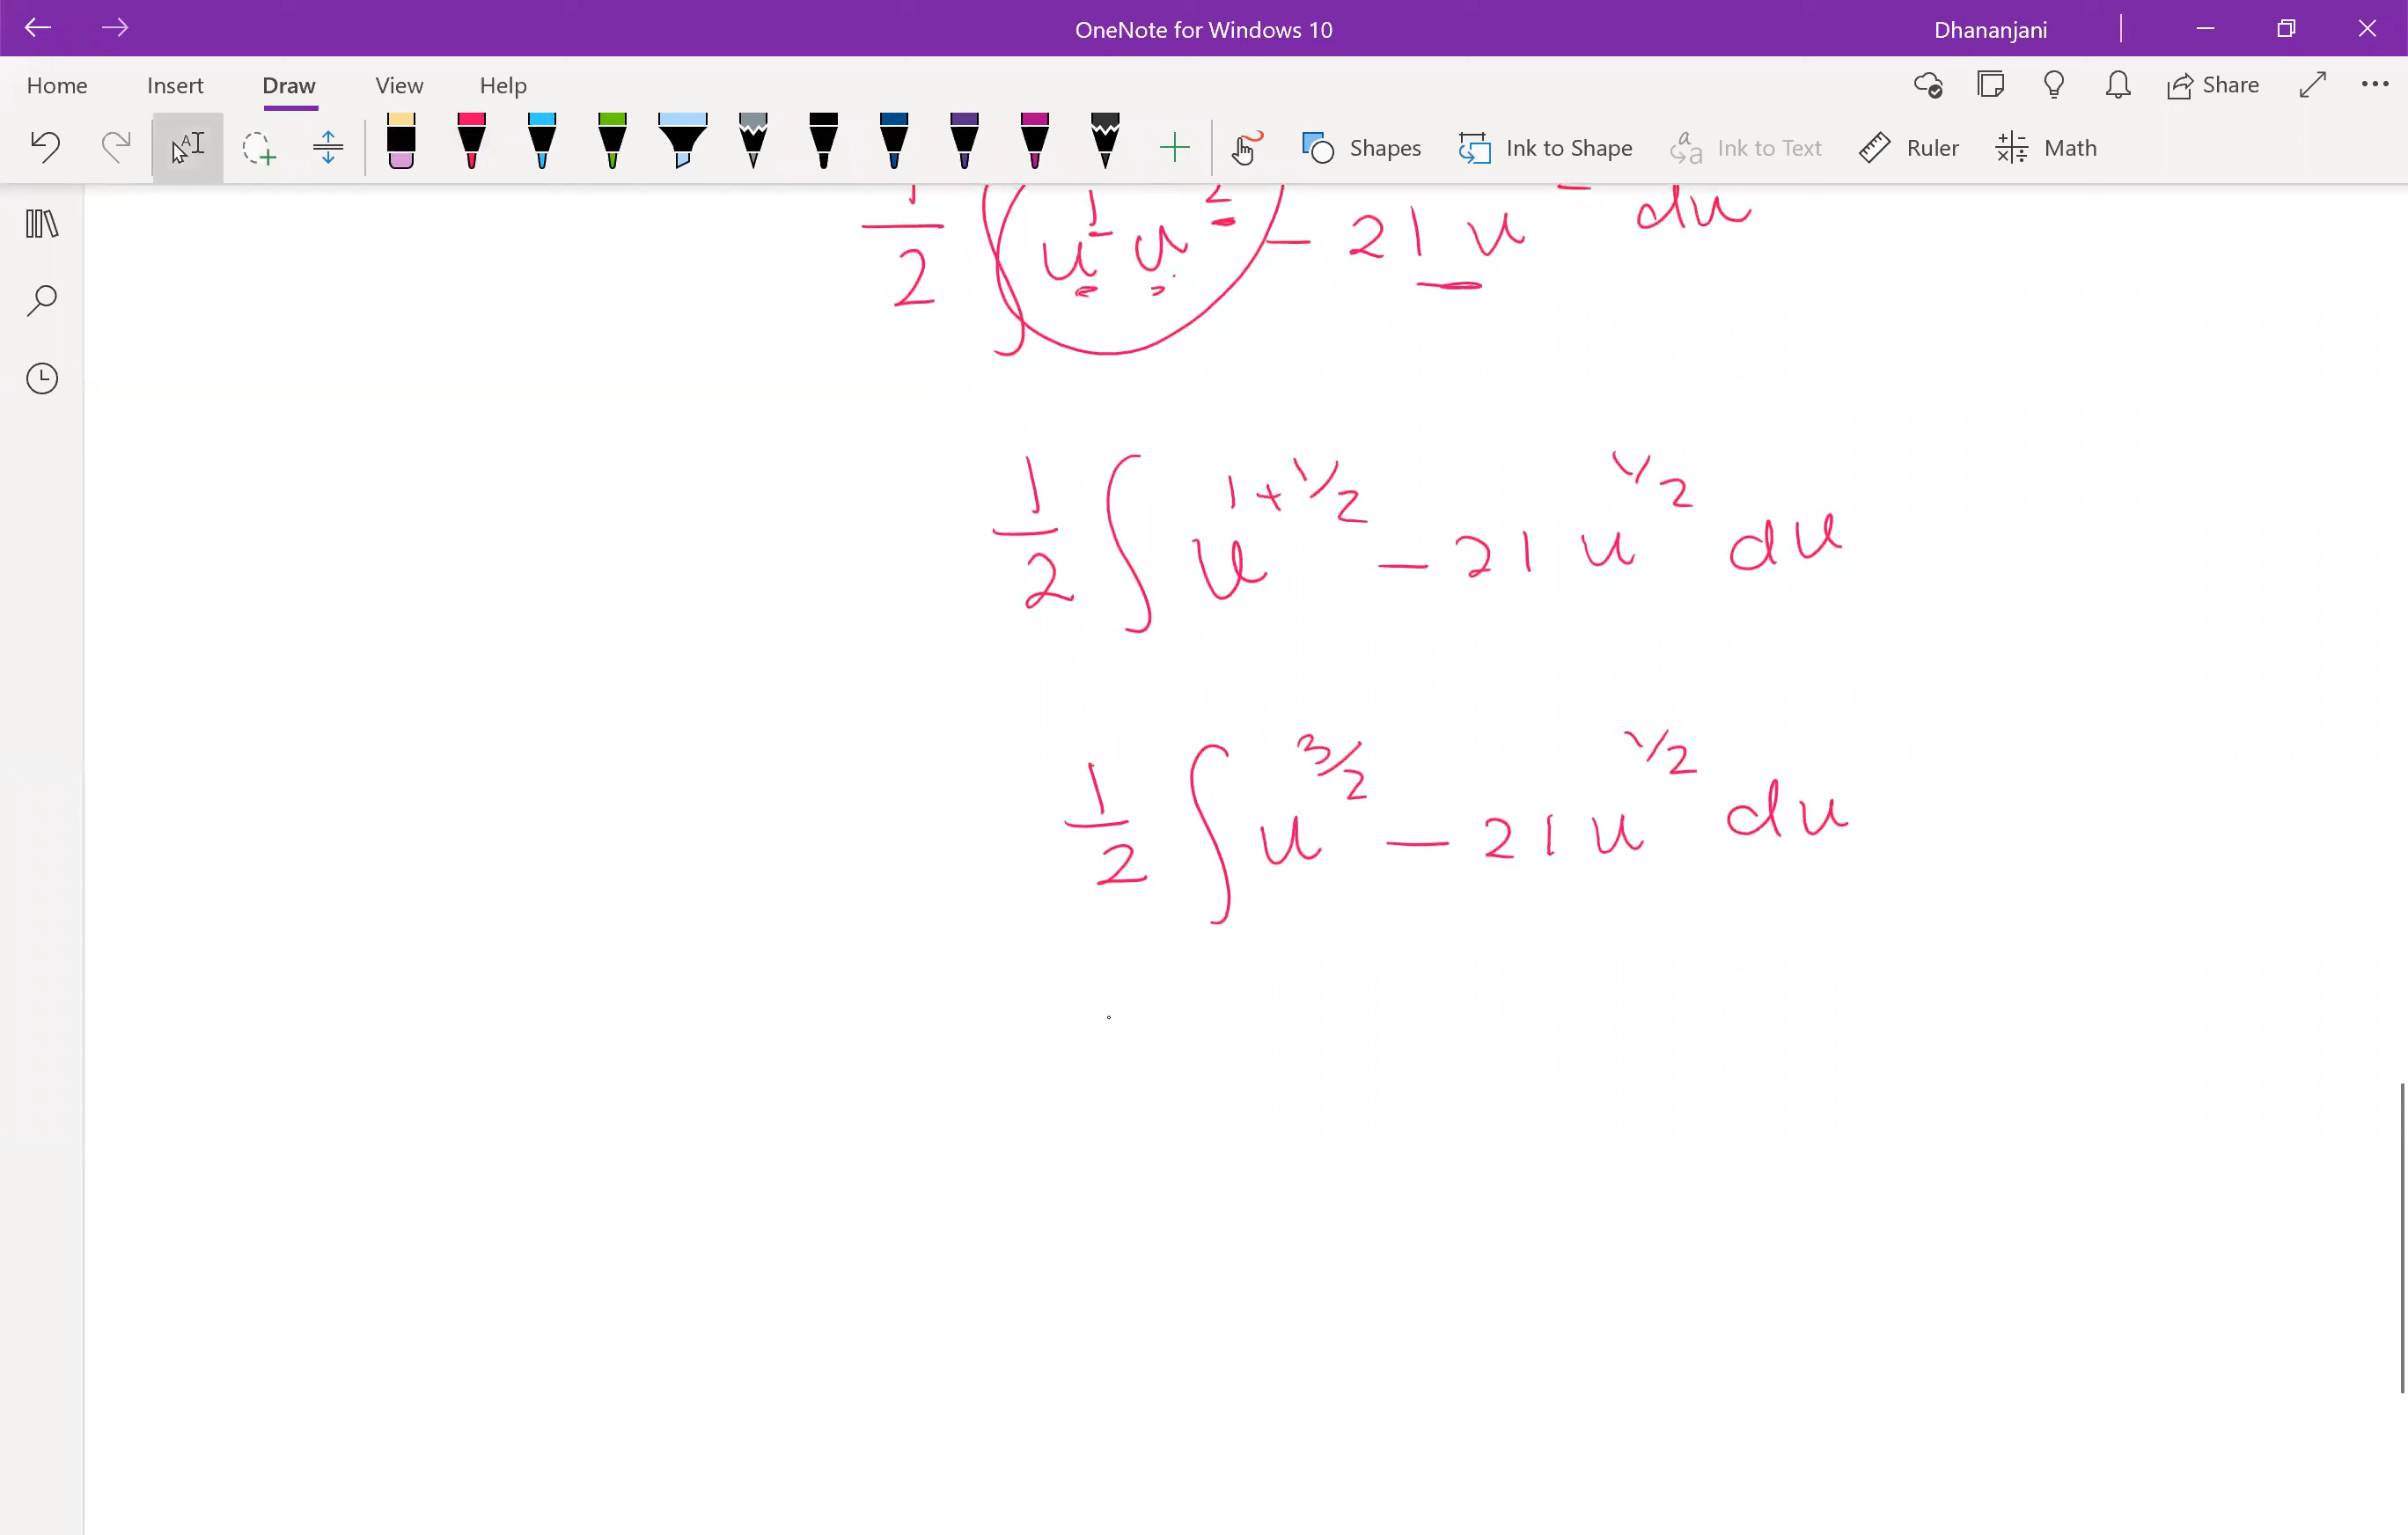 OneNote for Windows 10
Dhananjani
Home Insert Draw View Help
Share
Shapes Ink to Shape Ink to Text Ruler Math
1/2 ∫ u^1 u^2 - 21 u du
1/2 ∫ u^(1+1/2) - 21 u^(1/2) du
1/2 ∫ u^(3/2) - 21 u^(1/2) du